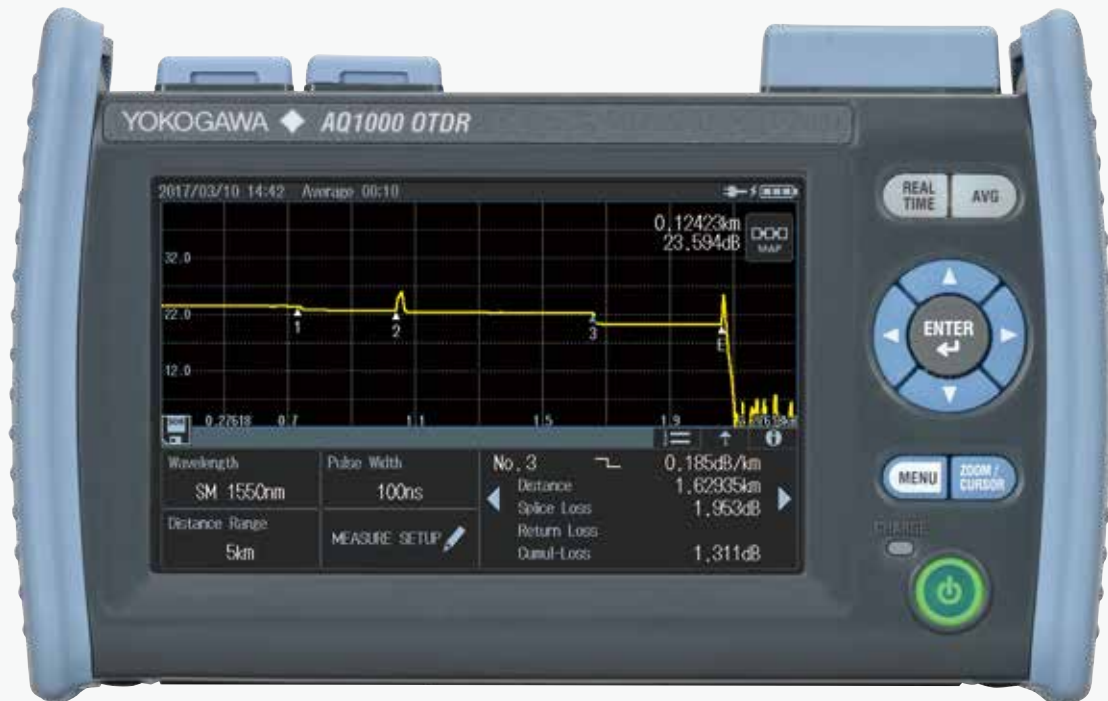 YOKOGAWA ◆ AQ1000 OTDR
2017/03/10 14:42 Average 00:10
0.12423km
23.594dB
MAP
32.0
22.0
12.0
1
2
3
E
0.27618 0.7 1.1 1.5 1.9
Wavelength
SM 1550nm
Pulse Width
100ns
Distance Range
5km
MEASURE SETUP
No. 3 0.185dB/km
Distance 1.62935km
Splice Loss 1.953dB
Return Loss
Cumul-Loss 1.311dB
REAL TIME
AVG
ENTER
MENU
ZOOM / CURSOR
CHARGE